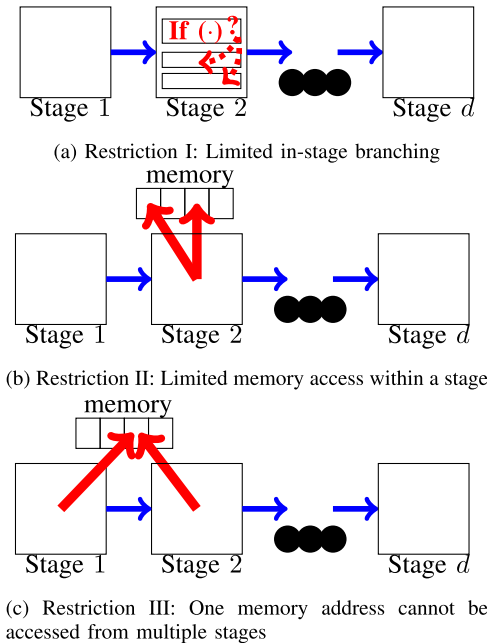 If (·)?
Stage 1 Stage 2 Stage d
(a) Restriction I: Limited in-stage branching
memory
Stage 1 Stage 2 Stage d
(b) Restriction II: Limited memory access within a stage
memory
Stage 1 Stage 2 Stage d
(c) Restriction III: One memory address cannot be
accessed from multiple stages